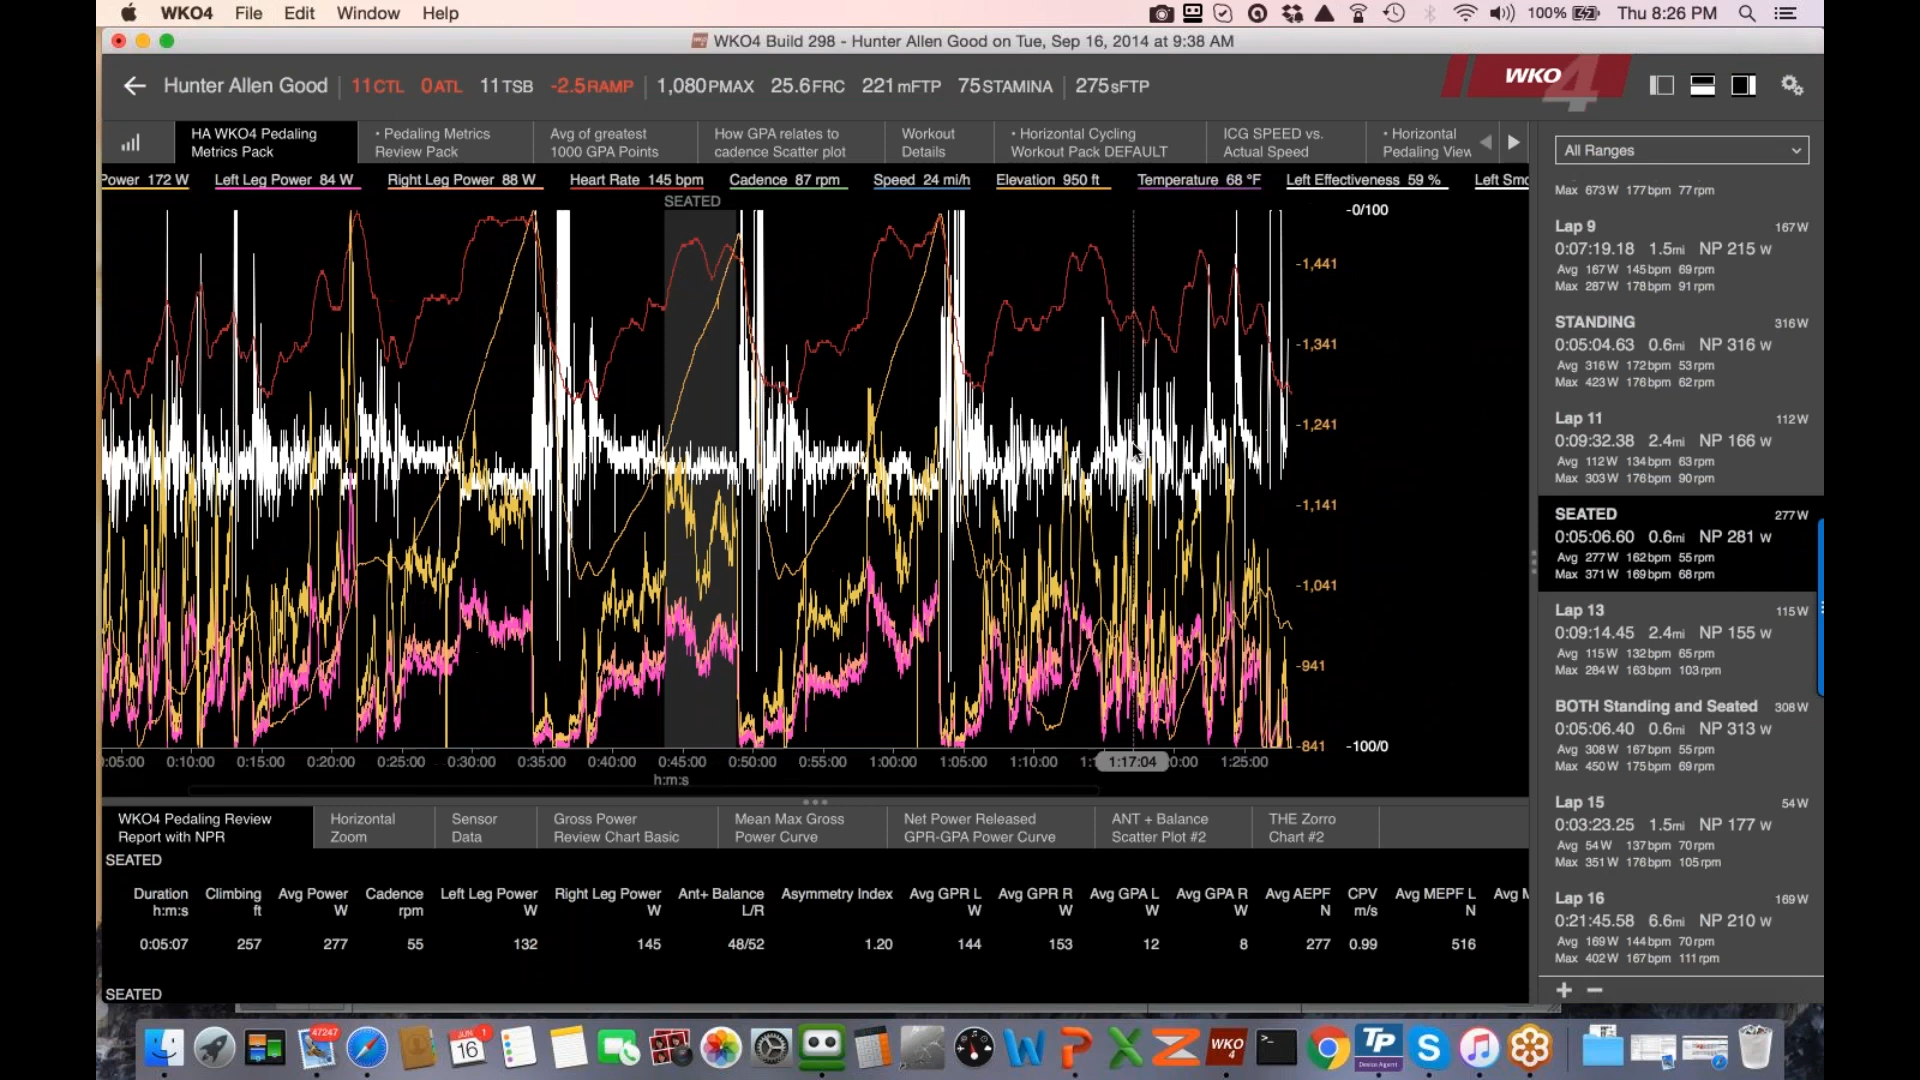 WKO4 File Edit Window Help 100% Thu 8:26 PM
WKO4 Build 298 - Hunter Allen Good on Tue, Sep 16, 2014 at 9:38 AM
Hunter Allen Good 11CTL 0ATL 11TSB -2.5RAMP 1,080PMAX 25.6FRC 221mFTP 75STAMINA 275sFTP
WKO 4
HA WKO4 Pedaling
Metrics Pack
• Pedaling Metrics
Review Pack
Avg of greatest
1000 GPA Points
How GPA relates to
cadence Scatter plot
Workout
Details
• Horizontal Cycling
Workout Pack DEFAULT
ICG SPEED vs.
Actual Speed
• Horizontal
Pedaling View
Power 172 W Left Leg Power 84 W Right Leg Power 88 W Heart Rate 145 bpm Cadence 87 rpm Speed 24 mi/h Elevation 950 ft Temperature 68 °F Left Effectiveness 59 % Left Smo
SEATED
-0/100
-1,441
-1,341
-1,241
-1,141
-1,041
-941
-841 -100/0
:05:00 0:10:00 0:15:00 0:20:00 0:25:00 0:30:00 0:35:00 0:40:00 0:45:00 0:50:00 0:55:00 1:00:00 1:05:00 1:10:00 1:1 1:17:04 0:00 1:25:00
h:m:s
All Ranges
Max 673W 177bpm 77rpm
Lap 9 167W
0:07:19.18 1.5mi NP 215 W
Avg 167W 145bpm 69rpm
Max 287W 178bpm 91rpm
STANDING 316W
0:05:04.63 0.6mi NP 316 W
Avg 316W 172bpm 53rpm
Max 423W 176bpm 62rpm
Lap 11 112W
0:09:32.38 2.4mi NP 166 W
Avg 112W 134bpm 63rpm
Max 303W 176bpm 90rpm
SEATED 277W
0:05:06.60 0.6mi NP 281 W
Avg 277W 162bpm 55rpm
Max 371W 169bpm 68rpm
Lap 13 115W
0:09:14.45 2.4mi NP 155 W
Avg 115W 132bpm 65rpm
Max 284W 163bpm 103rpm
BOTH Standing and Seated 308W
0:05:06.40 0.6mi NP 313 W
Avg 308W 167bpm 55rpm
Max 450W 175bpm 69rpm
Lap 15 54W
0:03:23.25 1.5mi NP 177 W
Avg 54W 137bpm 70rpm
Max 351W 176bpm 105rpm
Lap 16 169W
0:21:45.58 6.6mi NP 210 W
Avg 169W 144bpm 70rpm
Max 402W 167bpm 111rpm
WKO4 Pedaling Review
Report with NPR
Horizontal
Zoom
Sensor
Data
Gross Power
Review Chart Basic
Mean Max Gross
Power Curve
Net Power Released
GPR-GPA Power Curve
ANT + Balance
Scatter Plot #2
THE Zorro
Chart #2
SEATED
Duration Climbing Avg Power Cadence Left Leg Power Right Leg Power Ant+ Balance Asymmetry Index Avg GPR L Avg GPR R Avg GPA L Avg GPA R Avg AEPF CPV Avg MEPF L Avg M
h:m:s ft W rpm W W L/R W W W W N m/s N
0:05:07 257 277 55 132 145 48/52 1.20 144 153 12 8 277 0.99 516
SEATED
47247
JUN 1
16
WKO
4
TP
Device Agent